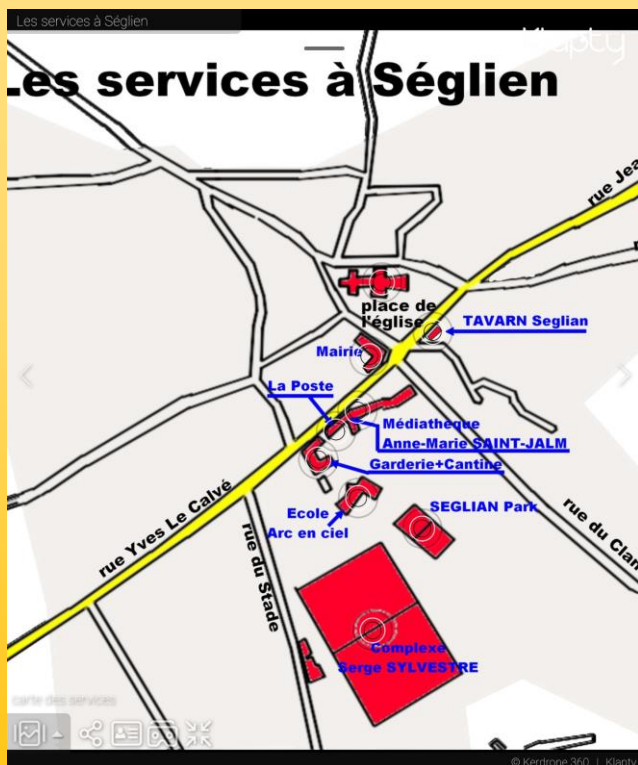 Les services à Séglien
Klapty
Les services à Séglien
rue Jea
place de
l'église
TAVARN Seglian
Mairie
La Poste
Médiathèque
Anne-Marie SAINT-JALM
Garderie+Cantine
Ecole
Arc en ciel
SEGLIAN Park
rue Yves Le Calvé
rue du Stade
rue du Clan
Complexe
Serge SYLVESTRE
carte des services
© Kerdrone 360 | Klapty